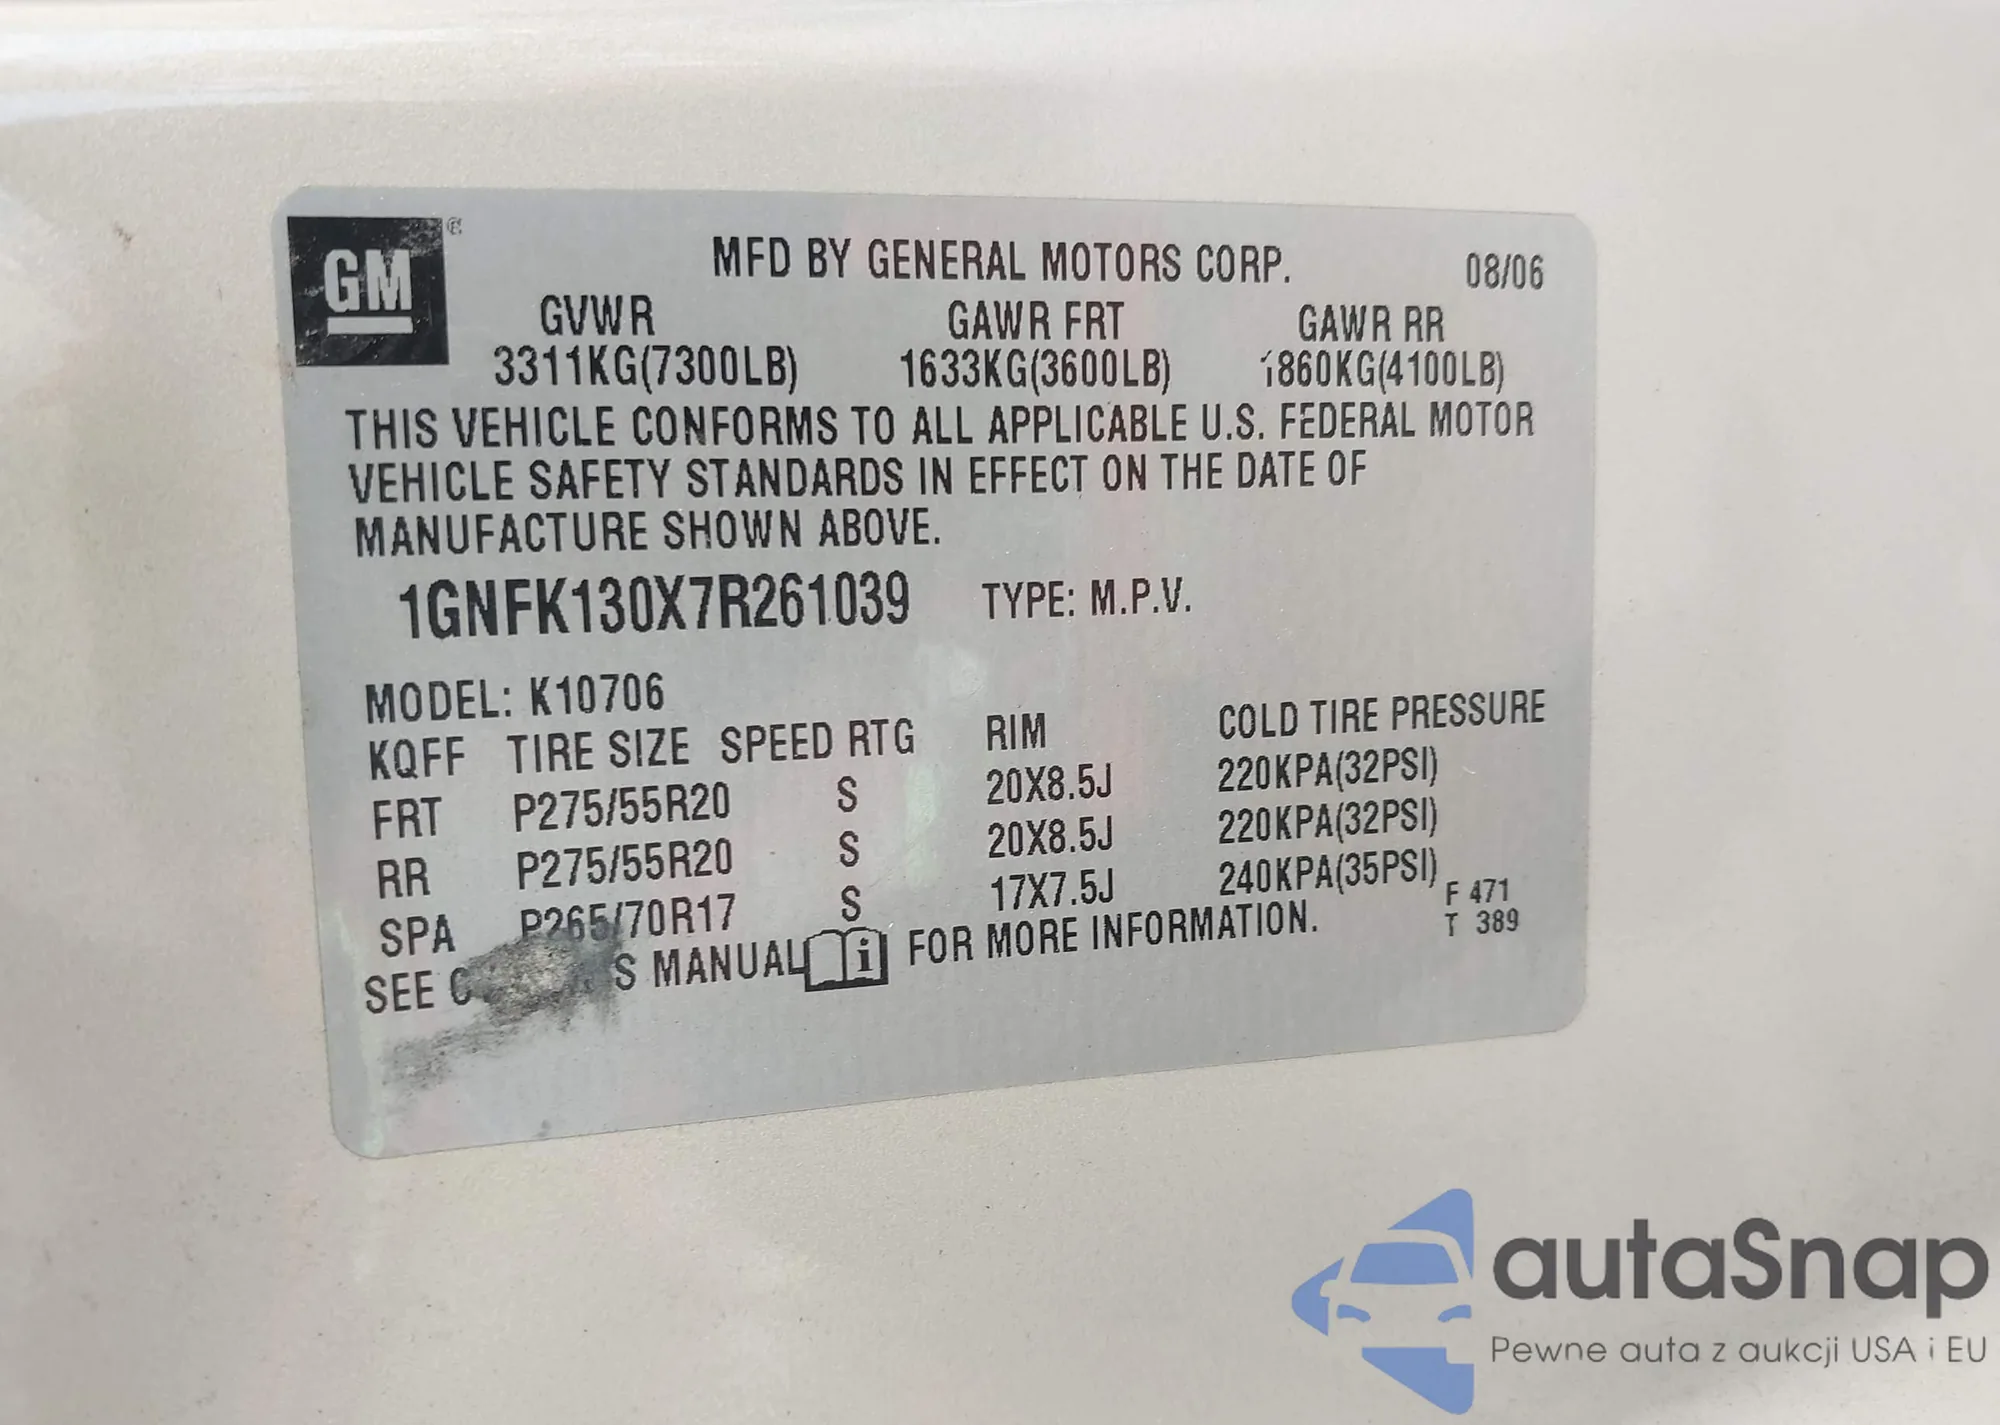 GM ®
MFD BY GENERAL MOTORS CORP. 08/06
GVWR GAWR FRT GAWR RR
3311KG(7300LB) 1633KG(3600LB) 1860KG(4100LB)
THIS VEHICLE CONFORMS TO ALL APPLICABLE U.S. FEDERAL MOTOR
VEHICLE SAFETY STANDARDS IN EFFECT ON THE DATE OF
MANUFACTURE SHOWN ABOVE.
1GNFK130X7R261039 TYPE: M.P.V.
MODEL: K10706
KQFF TIRE SIZE SPEED RTG RIM COLD TIRE PRESSURE
FRT P275/55R20 S 20X8.5J 220KPA(32PSI)
RR P275/55R20 S 20X8.5J 220KPA(32PSI)
SPA P265/70R17 S 17X7.5J 240KPA(35PSI) F 471
SEE MANUAL i FOR MORE INFORMATION. T 389
autaSnap
Pewne auta z aukcji USA i EU